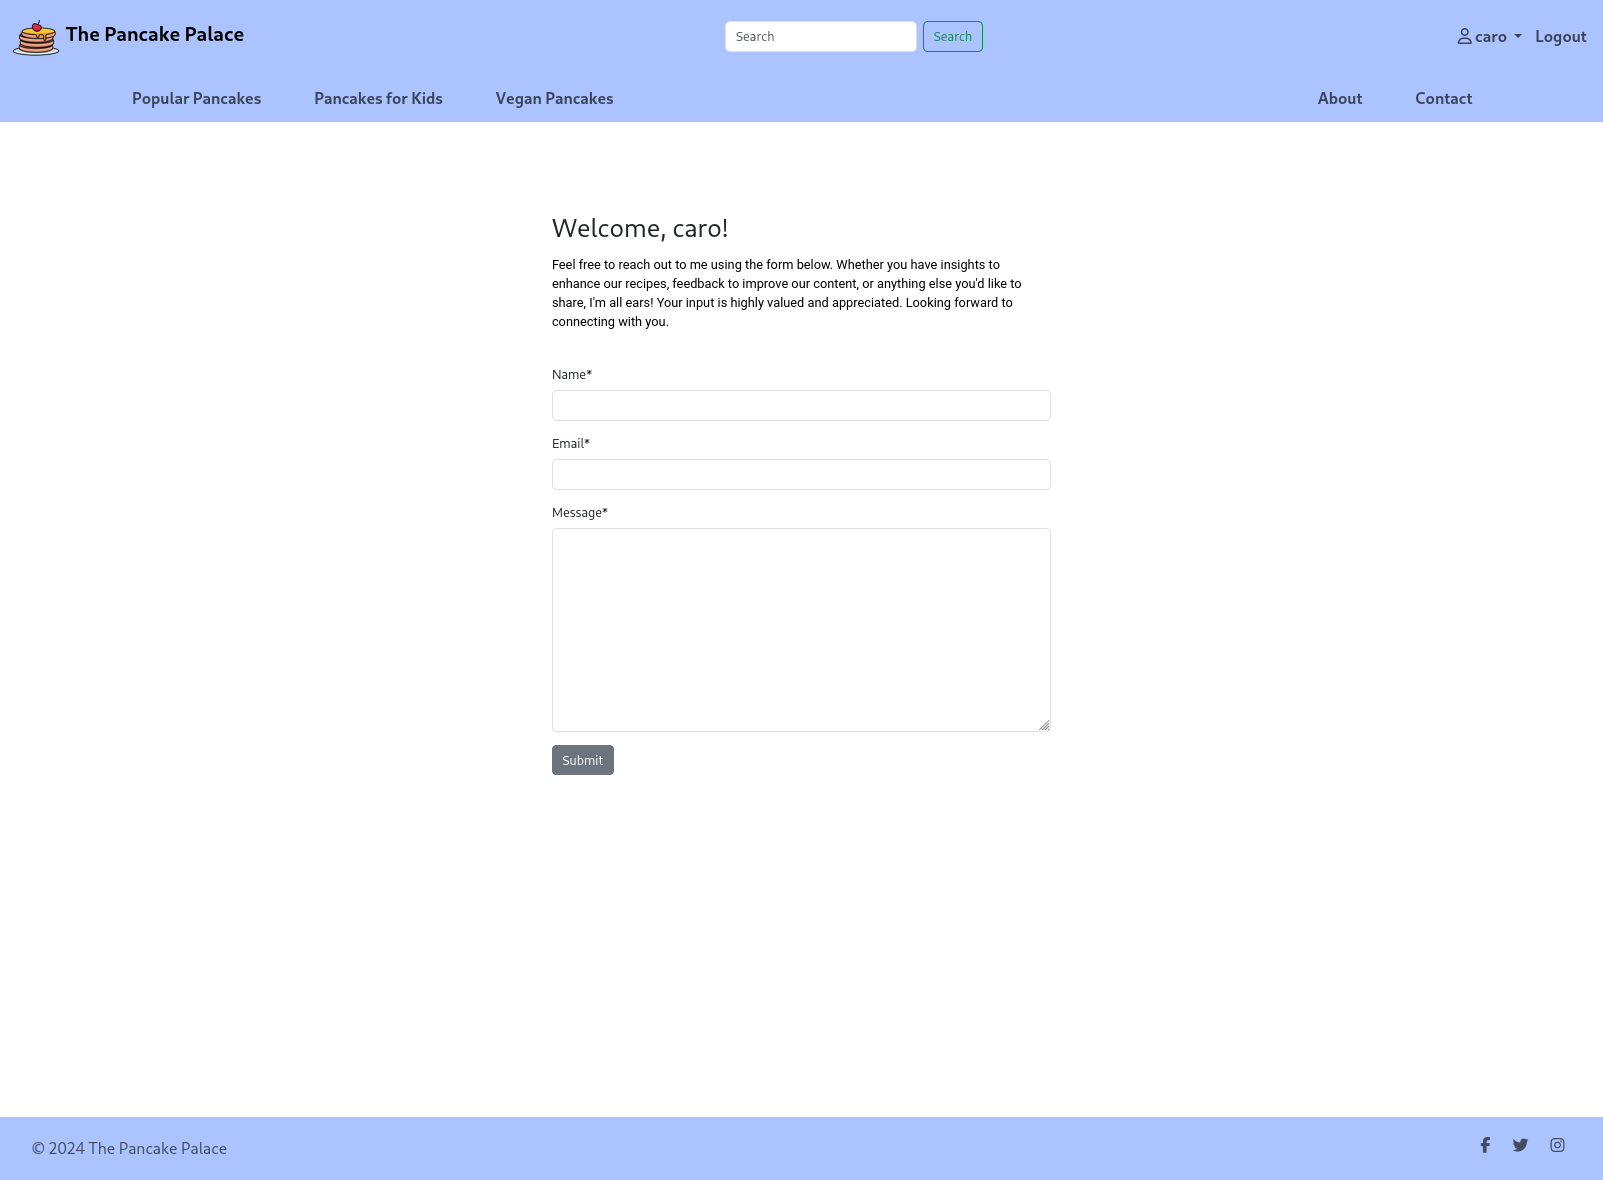 The Pancake Palace
Search
Search
caro
Logout
Popular Pancakes
Pancakes for Kids
Vegan Pancakes
About
Contact
Welcome, caro!
Feel free to reach out to me using the form below. Whether you have insights to
enhance our recipes, feedback to improve our content, or anything else you'd like to
share, I'm all ears! Your input is highly valued and appreciated. Looking forward to
connecting with you.
Name*
Email*
Message*
Submit
© 2024 The Pancake Palace